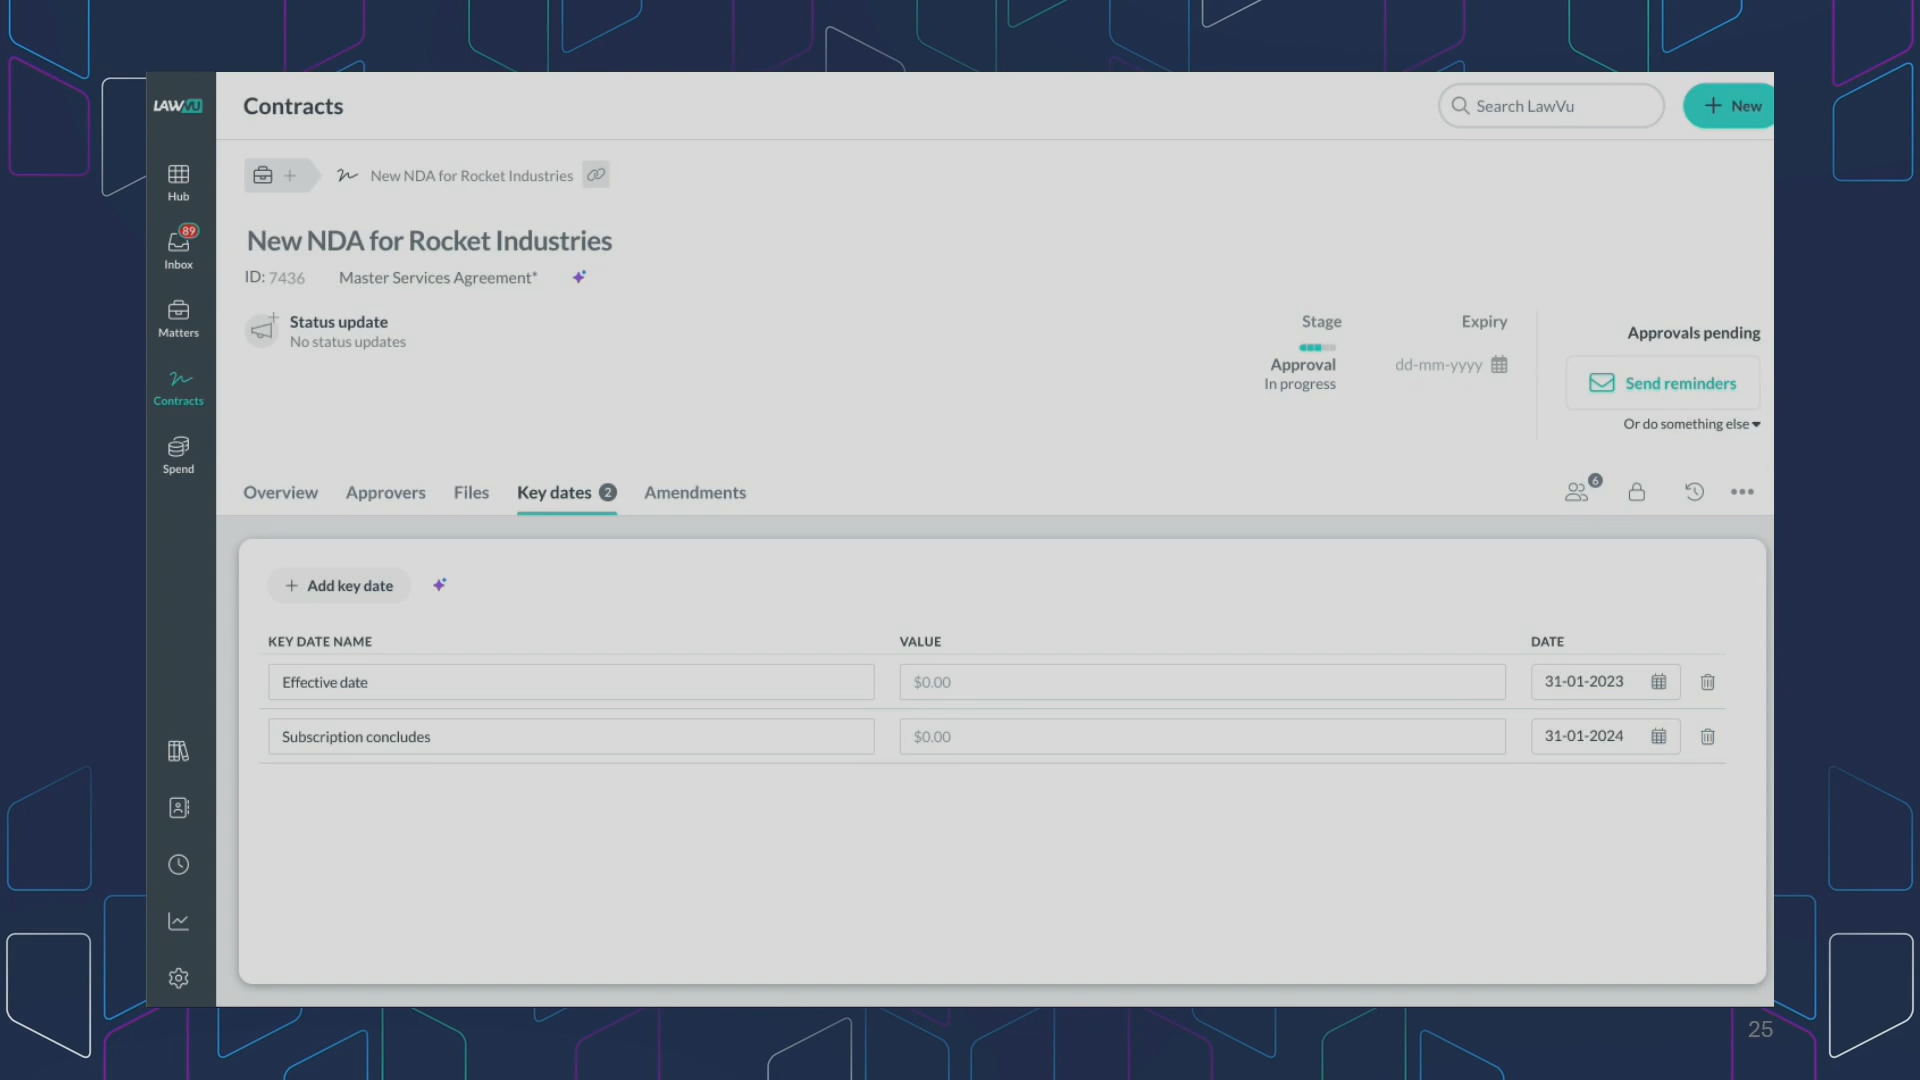 LAWVU
Contracts
Search LawVu
New
Hub
89
Inbox
Matters
Contracts
Spend
New NDA for Rocket Industries
New NDA for Rocket Industries
ID: 7436 Master Services Agreement*
Status update
No status updates
Stage
Approval
In progress
Expiry
dd-mm-yyyy
Approvals pending
Send reminders
Or do something else
Overview Approvers Files Key dates 2 Amendments 6
Add key date
KEY DATE NAME VALUE DATE
Effective date $0.00 31-01-2023
Subscription concludes $0.00 31-01-2024
25